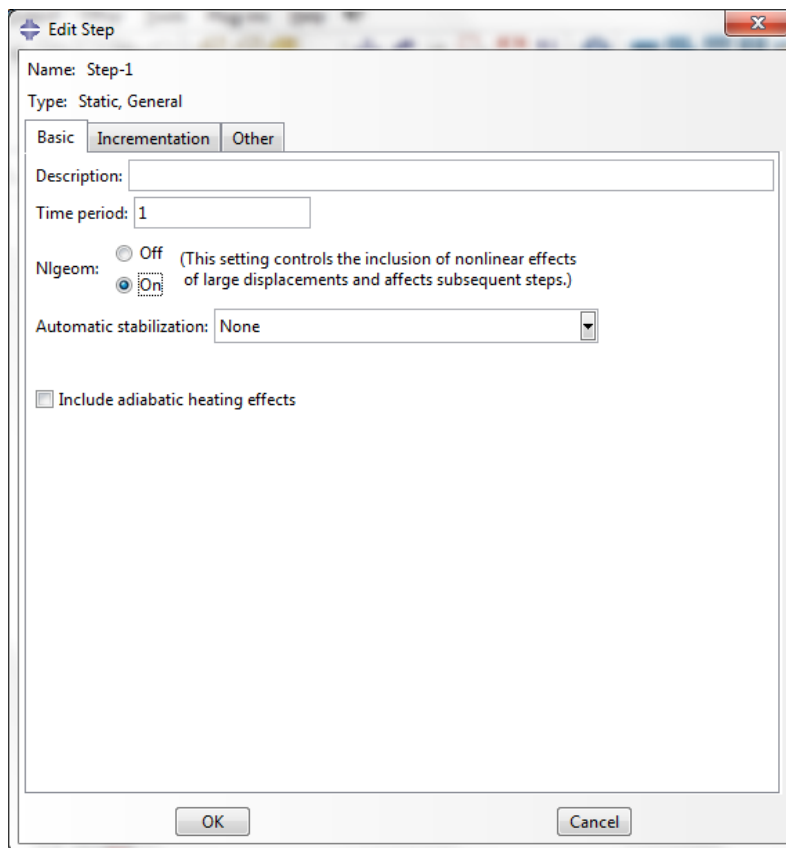 Edit Step
Name: Step-1
Type: Static, General
Basic Incrementation Other
Description:
Time period: 1
Nlgeom: Off (This setting controls the inclusion of nonlinear effects
On of large displacements and affects subsequent steps.)
Automatic stabilization: None
Include adiabatic heating effects
OK Cancel